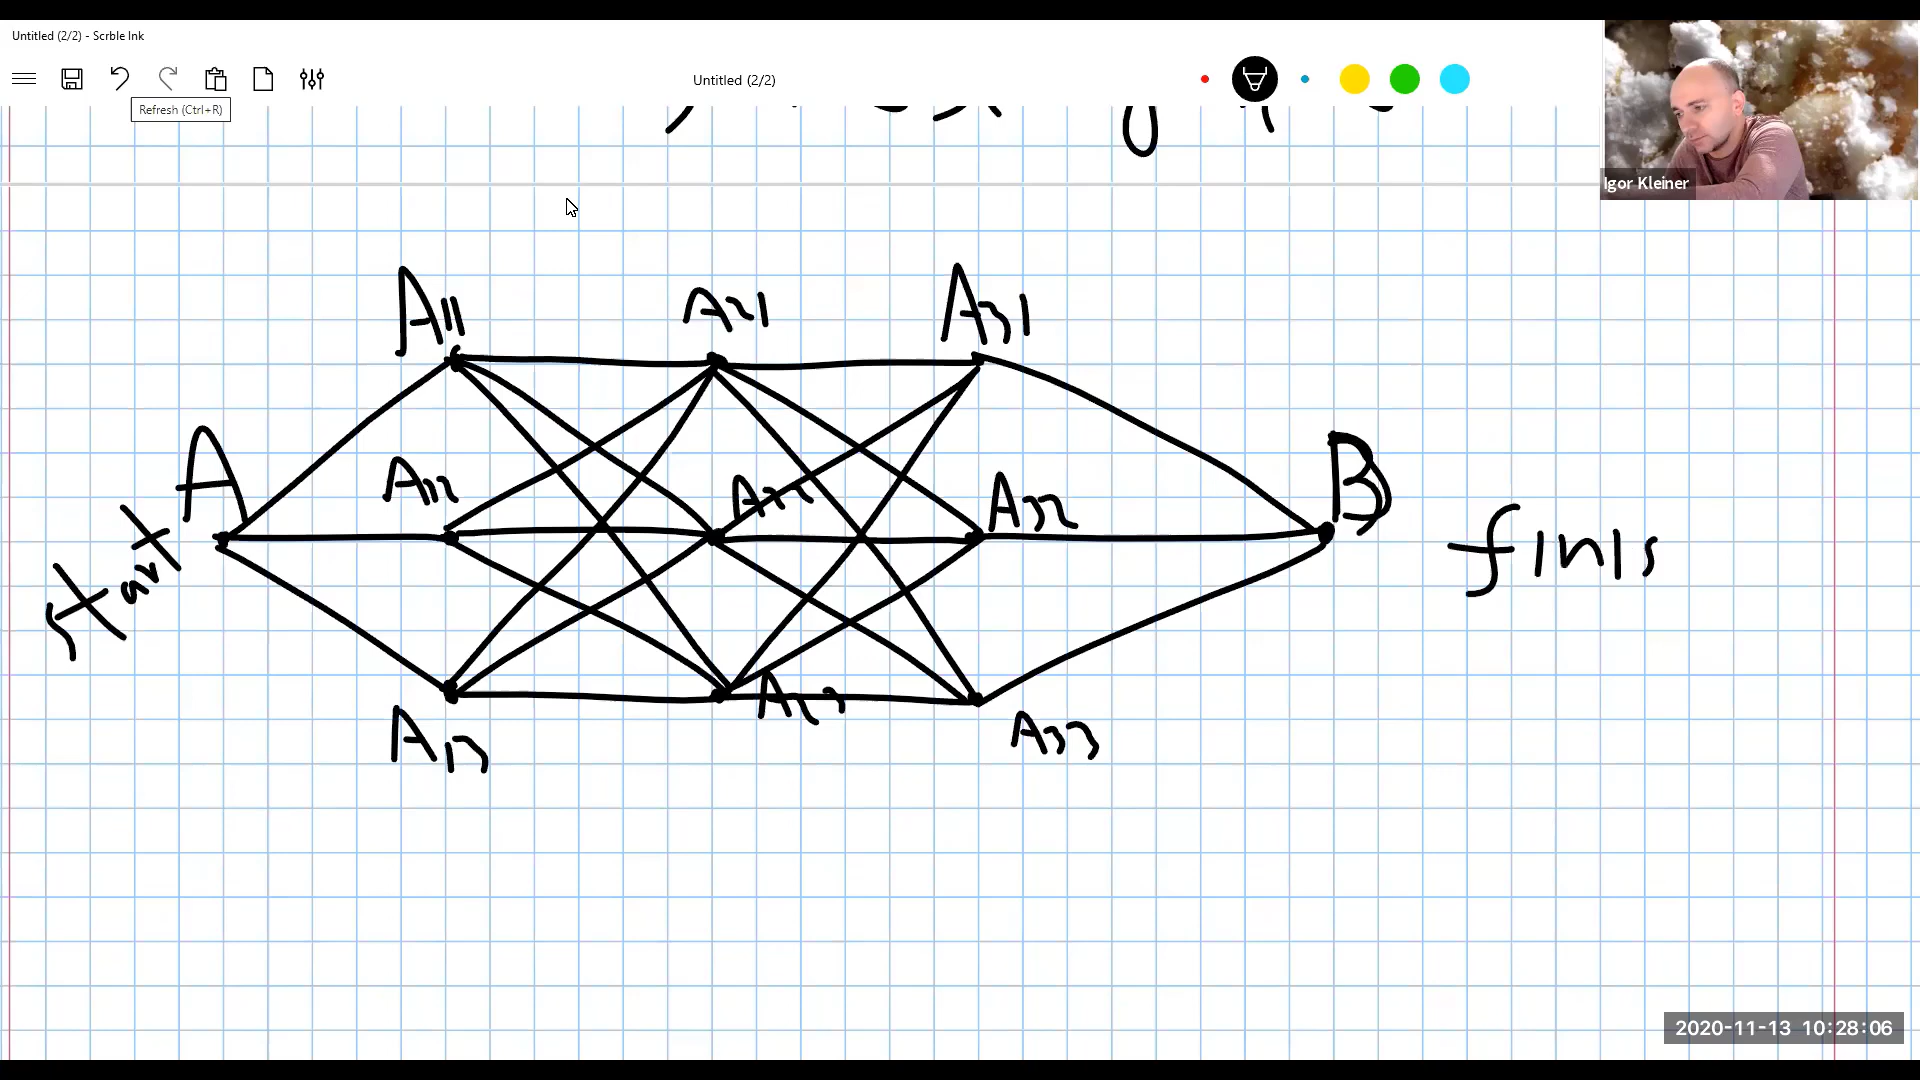 Untitled (2/2) - Scrble Ink
Untitled (2/2)
Refresh (Ctrl+R)
Igor Kleiner
A11
A21
A31
A
A12
A22
A32
B
Start
finis
A13
A23
A33
2020-11-13 10:28:06